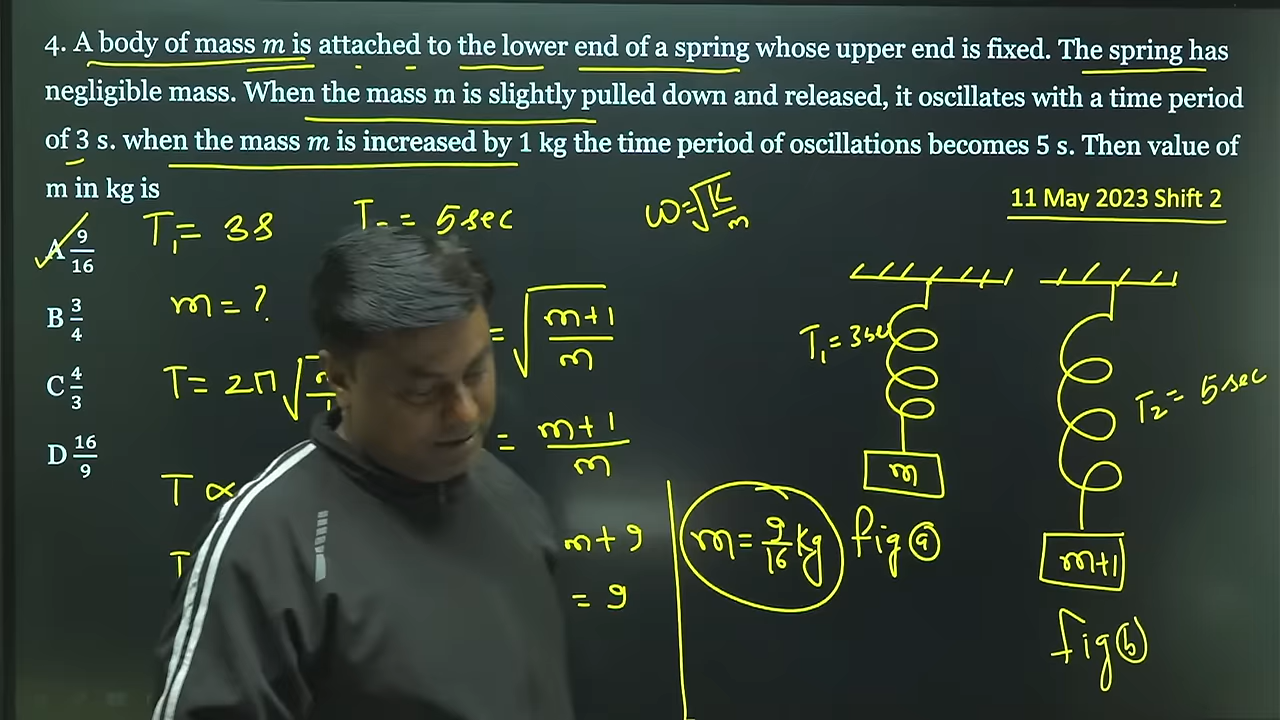 4. A body of mass m is attached to the lower end of a spring whose upper end is fixed. The spring has
negligible mass. When the mass m is slightly pulled down and released, it oscillates with a time period
of 3 s. when the mass m is increased by 1 kg the time period of oscillations becomes 5 s. Then value of
m in kg is
11 May 2023 Shift 2
A 9/16
B 3/4
C 4/3
D 16/9
T₁ = 3s
= 5sec
ω = √(K/m)
m = ?
T = 2π√
= √((m+1)/m)
= (m+1)/m
T ∝
T
m+9
= 9
m = 9/16 kg
T₁ = 3sec
m
fig ⓐ
T₂ = 5sec
m+1
fig ⓑ